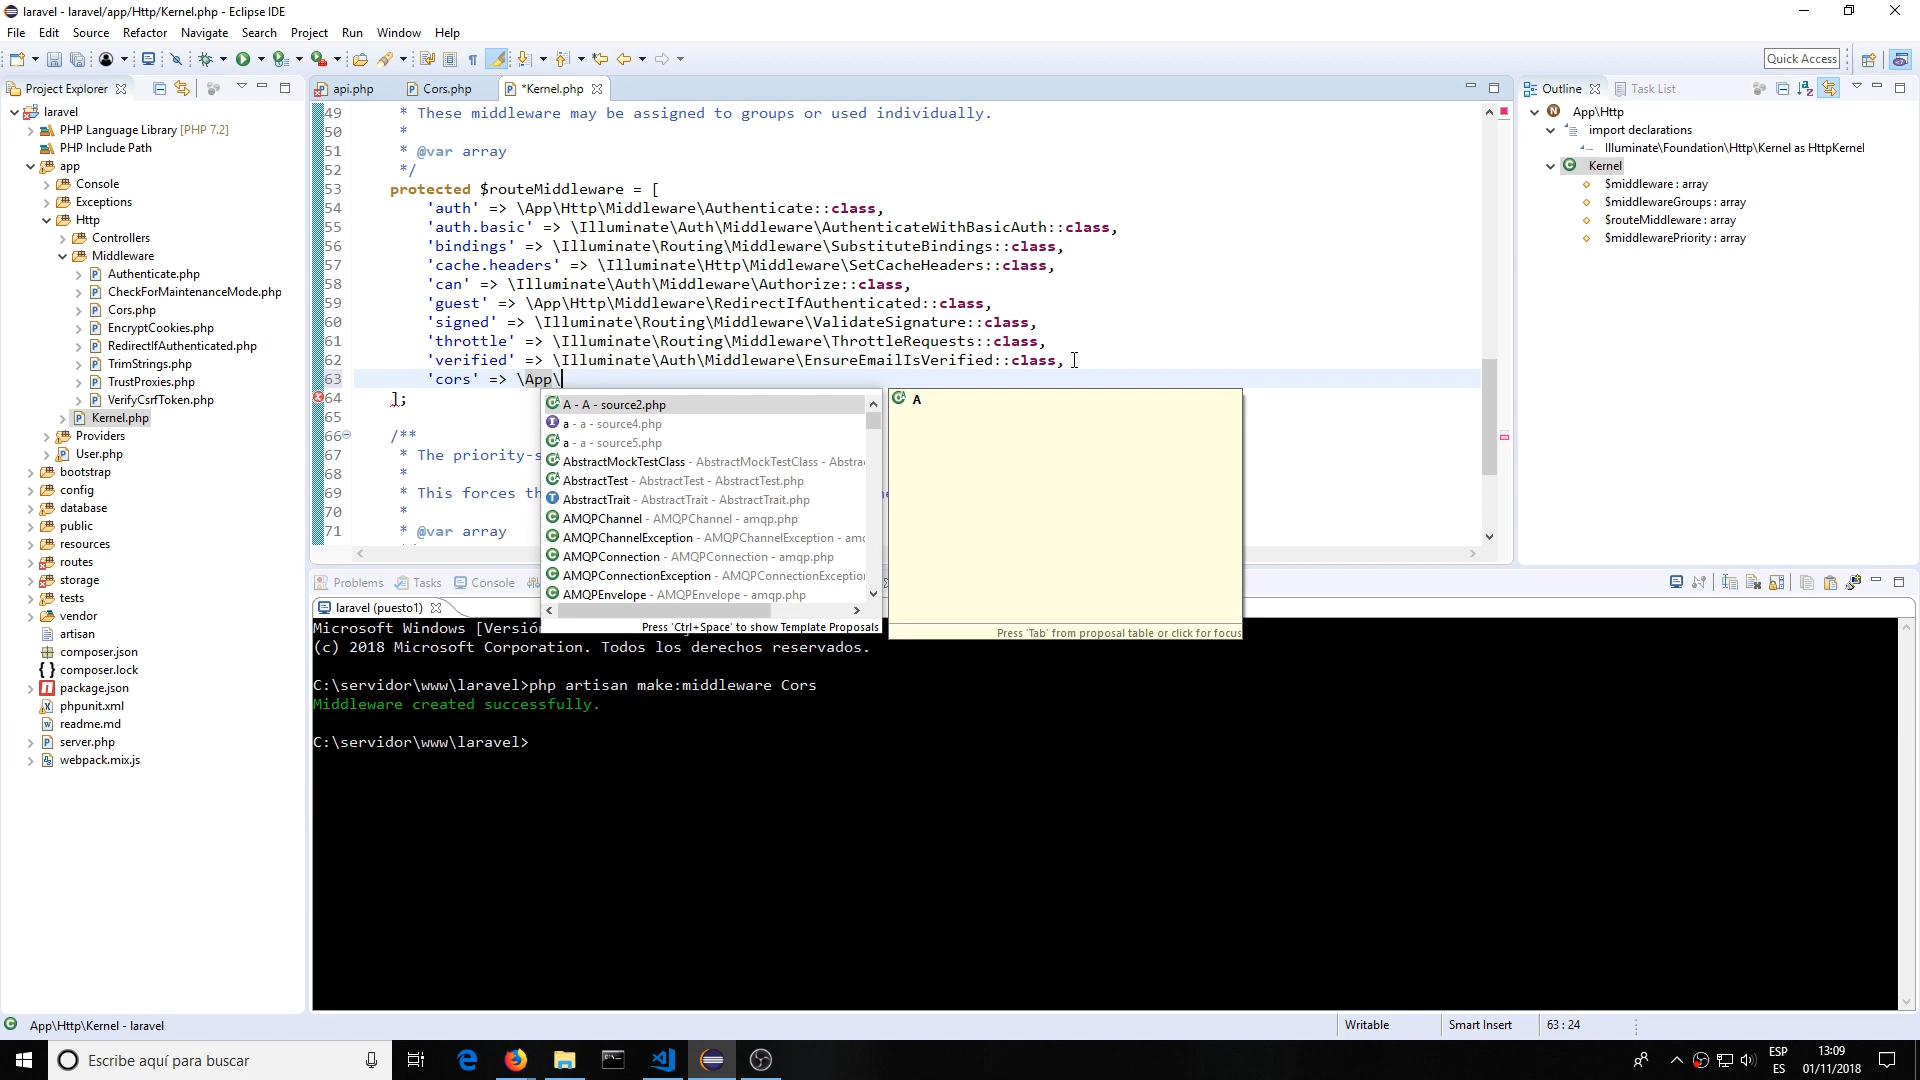 laravel - laravel/app/Http/Kernel.php - Eclipse IDE
File Edit Source Refactor Navigate Search Project Run Window Help
Quick Access
Project Explorer
laravel
PHP Language Library [PHP 7.2]
PHP Include Path
app
Console
Exceptions
Http
Controllers
Middleware
Authenticate.php
CheckForMaintenanceMode.php
Cors.php
EncryptCookies.php
RedirectIfAuthenticated.php
TrimStrings.php
TrustProxies.php
VerifyCsrfToken.php
Kernel.php
Providers
User.php
bootstrap
config
database
public
resources
routes
storage
tests
vendor
artisan
composer.json
composer.lock
package.json
phpunit.xml
readme.md
server.php
webpack.mix.js
api.php Cors.php *Kernel.php
49 * These middleware may be assigned to groups or used individually.
50 *
51 * @var array
52 */
53 protected $routeMiddleware = [
54 'auth' => \App\Http\Middleware\Authenticate::class,
55 'auth.basic' => \Illuminate\Auth\Middleware\AuthenticateWithBasicAuth::class,
56 'bindings' => \Illuminate\Routing\Middleware\SubstituteBindings::class,
57 'cache.headers' => \Illuminate\Http\Middleware\SetCacheHeaders::class,
58 'can' => \Illuminate\Auth\Middleware\Authorize::class,
59 'guest' => \App\Http\Middleware\RedirectIfAuthenticated::class,
60 'signed' => \Illuminate\Routing\Middleware\ValidateSignature::class,
61 'throttle' => \Illuminate\Routing\Middleware\ThrottleRequests::class,
62 'verified' => \Illuminate\Auth\Middleware\EnsureEmailIsVerified::class,
63 'cors' => \App\
64 ];
65
66 /**
67 * The priority-s
68 *
69 * This forces th
70 *
71 * @var array
A - A - source2.php
a - a - source4.php
a - a - source5.php
AbstractMockTestClass - AbstractMockTestClass - Abstra
AbstractTest - AbstractTest - AbstractTest.php
AbstractTrait - AbstractTrait - AbstractTrait.php
AMQPChannel - AMQPChannel - amqp.php
AMQPChannelException - AMQPChannelException - amq
AMQPConnection - AMQPConnection - amqp.php
AMQPConnectionException - AMQPConnectionException
AMQPEnvelope - AMQPEnvelope - amqp.php
Press 'Ctrl+Space' to show Template Proposals
A
Press 'Tab' from proposal table or click for focus
Outline Task List
App\Http
import declarations
Illuminate\Foundation\Http\Kernel as HttpKernel
Kernel
$middleware : array
$middlewareGroups : array
$routeMiddleware : array
$middlewarePriority : array
Problems Tasks Console
laravel (puesto1)
Microsoft Windows [Versió
(c) 2018 Microsoft Corporation. Todos los derechos reservados.
C:\servidor\www\laravel>php artisan make:middleware Cors
Middleware created successfully.
C:\servidor\www\laravel>
App\Http\Kernel - laravel
Writable Smart Insert 63 : 24
Escribe aquí para buscar
ESP
ES
13:09
01/11/2018